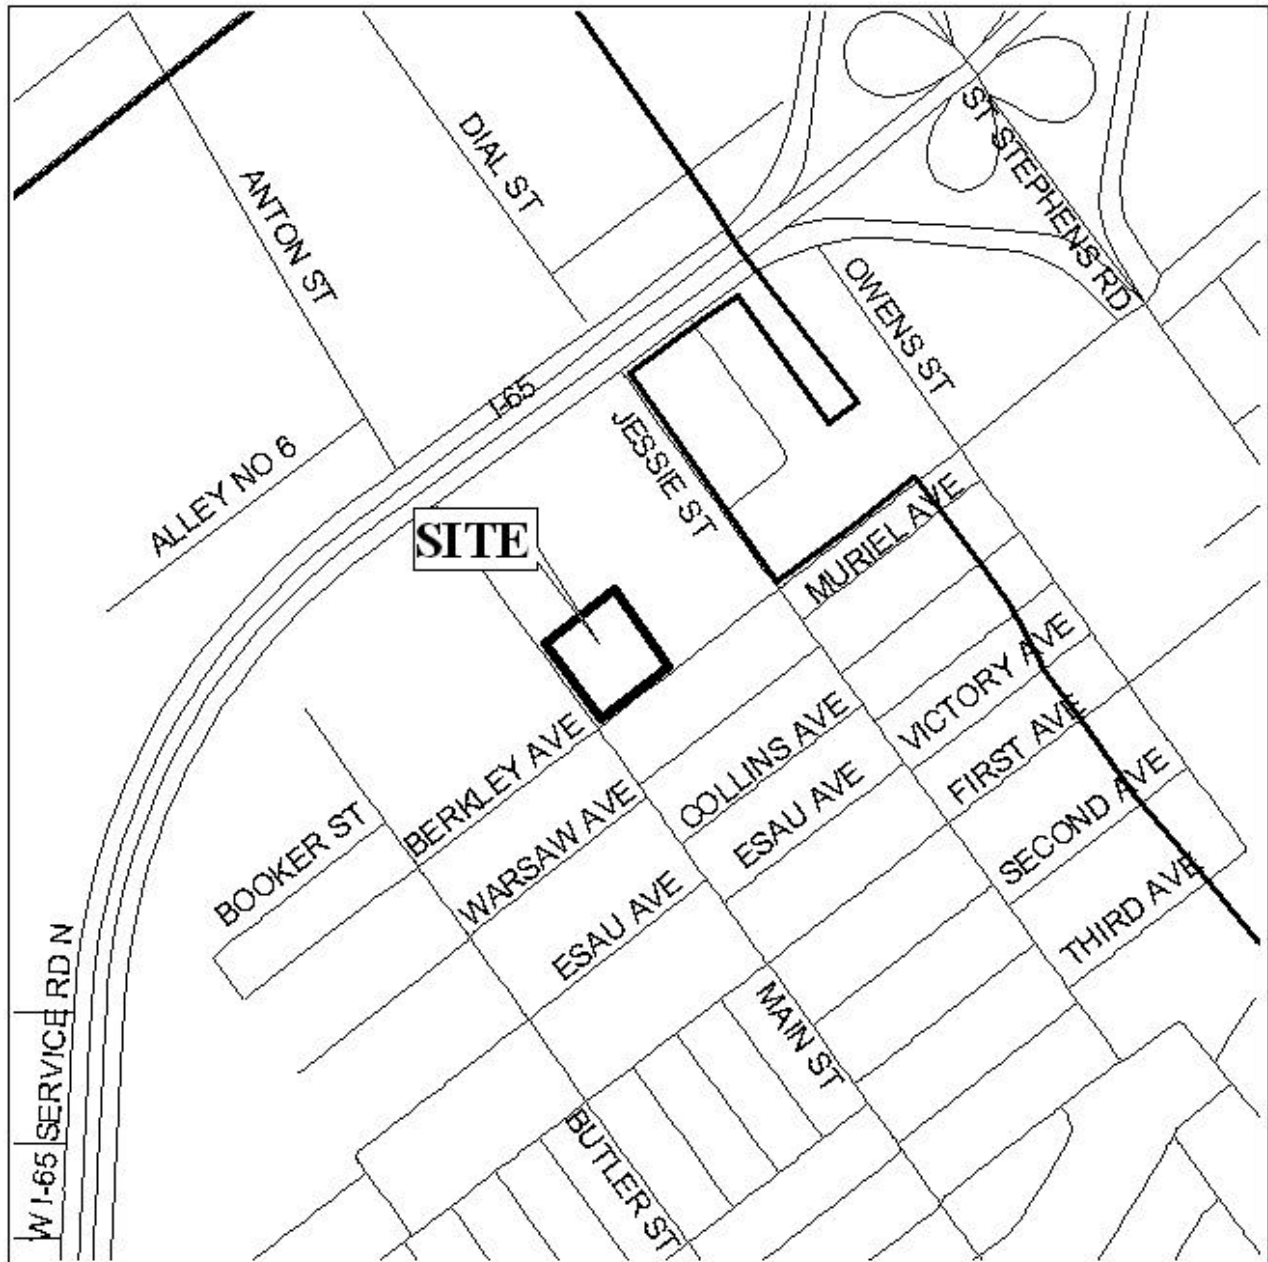 ST STEPHENS RD
DIAL ST
ANTON ST
OWENS ST
I-65
JESSIE ST
ALLEY NO 6
SITE
MURIEL AVE
VICTORY AVE
BERKLEY AVE
COLLINS AVE
FIRST AVE
WARSAW AVE
ESAU AVE
SECOND AVE
BOOKER ST
ESAU AVE
THIRD AVE
W I-65 SERVICE RD N
MAIN ST
BUTLER ST